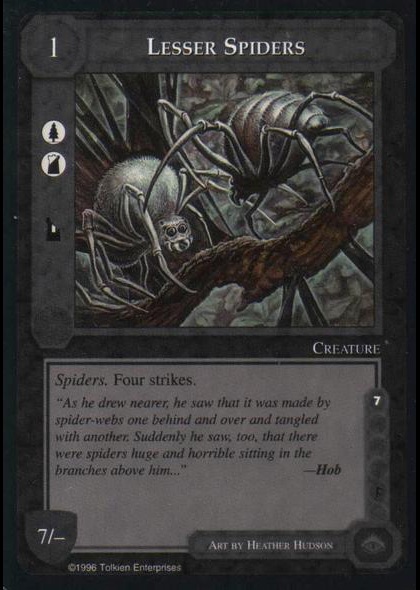 1
LESSER SPIDERS
CREATURE
Spiders. Four strikes.
7
“As he drew nearer, he saw that it was made by
spider-webs one behind and over and tangled
with another. Suddenly he saw, too, that there
were spiders huge and horrible sitting in the
branches above him...” —Hob
F
7/–
ART BY HEATHER HUDSON
©1996 Tolkien Enterprises